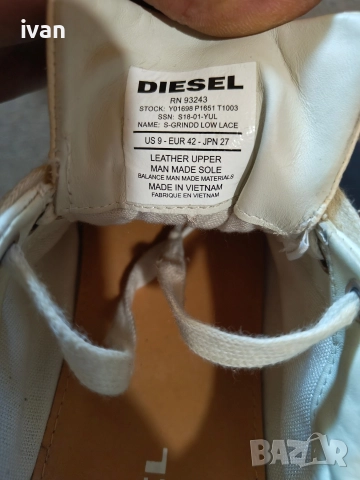 ivan
DIESEL
RN 93243
STOCK: Y01698 P1651 T1003
SSN: S18-01-YUL
NAME: S-GRINDD LOW LACE
US 9 - EUR 42 - JPN 27
LEATHER UPPER
MAN MADE SOLE
BALANCE MAN MADE MATERIALS
MADE IN VIETNAM
FABRIQUE EN VIETNAM
L
BAZAR